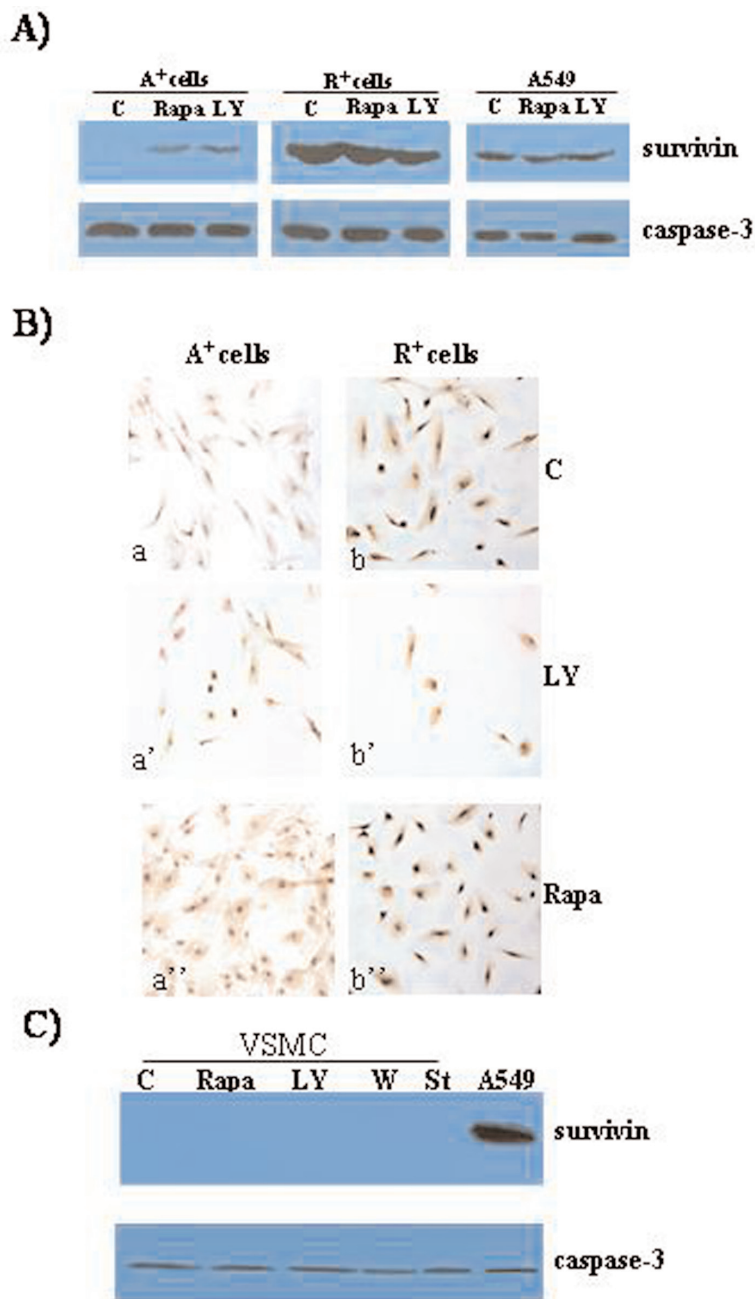 A)
A+cells R+cells A549
C Rapa LY C Rapa LY C Rapa LY
survivin
caspase-3
B)
A+cells R+cells
a b C
a' b' LY
a'' b'' Rapa
C)
VSMC
C Rapa LY W St A549
survivin
caspase-3